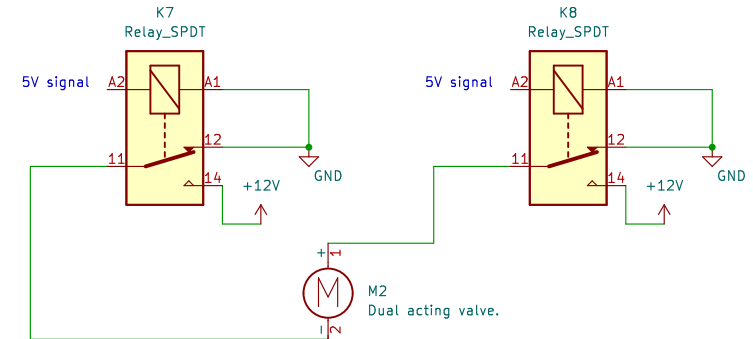 K7
Relay_SPDT
K8
Relay_SPDT
5V signal
A2
A1
5V signal
A2
A1
12
12
11
11
GND
GND
14
+12V
14
+12V
+
1
M
M2
Dual acting valve.
−
2